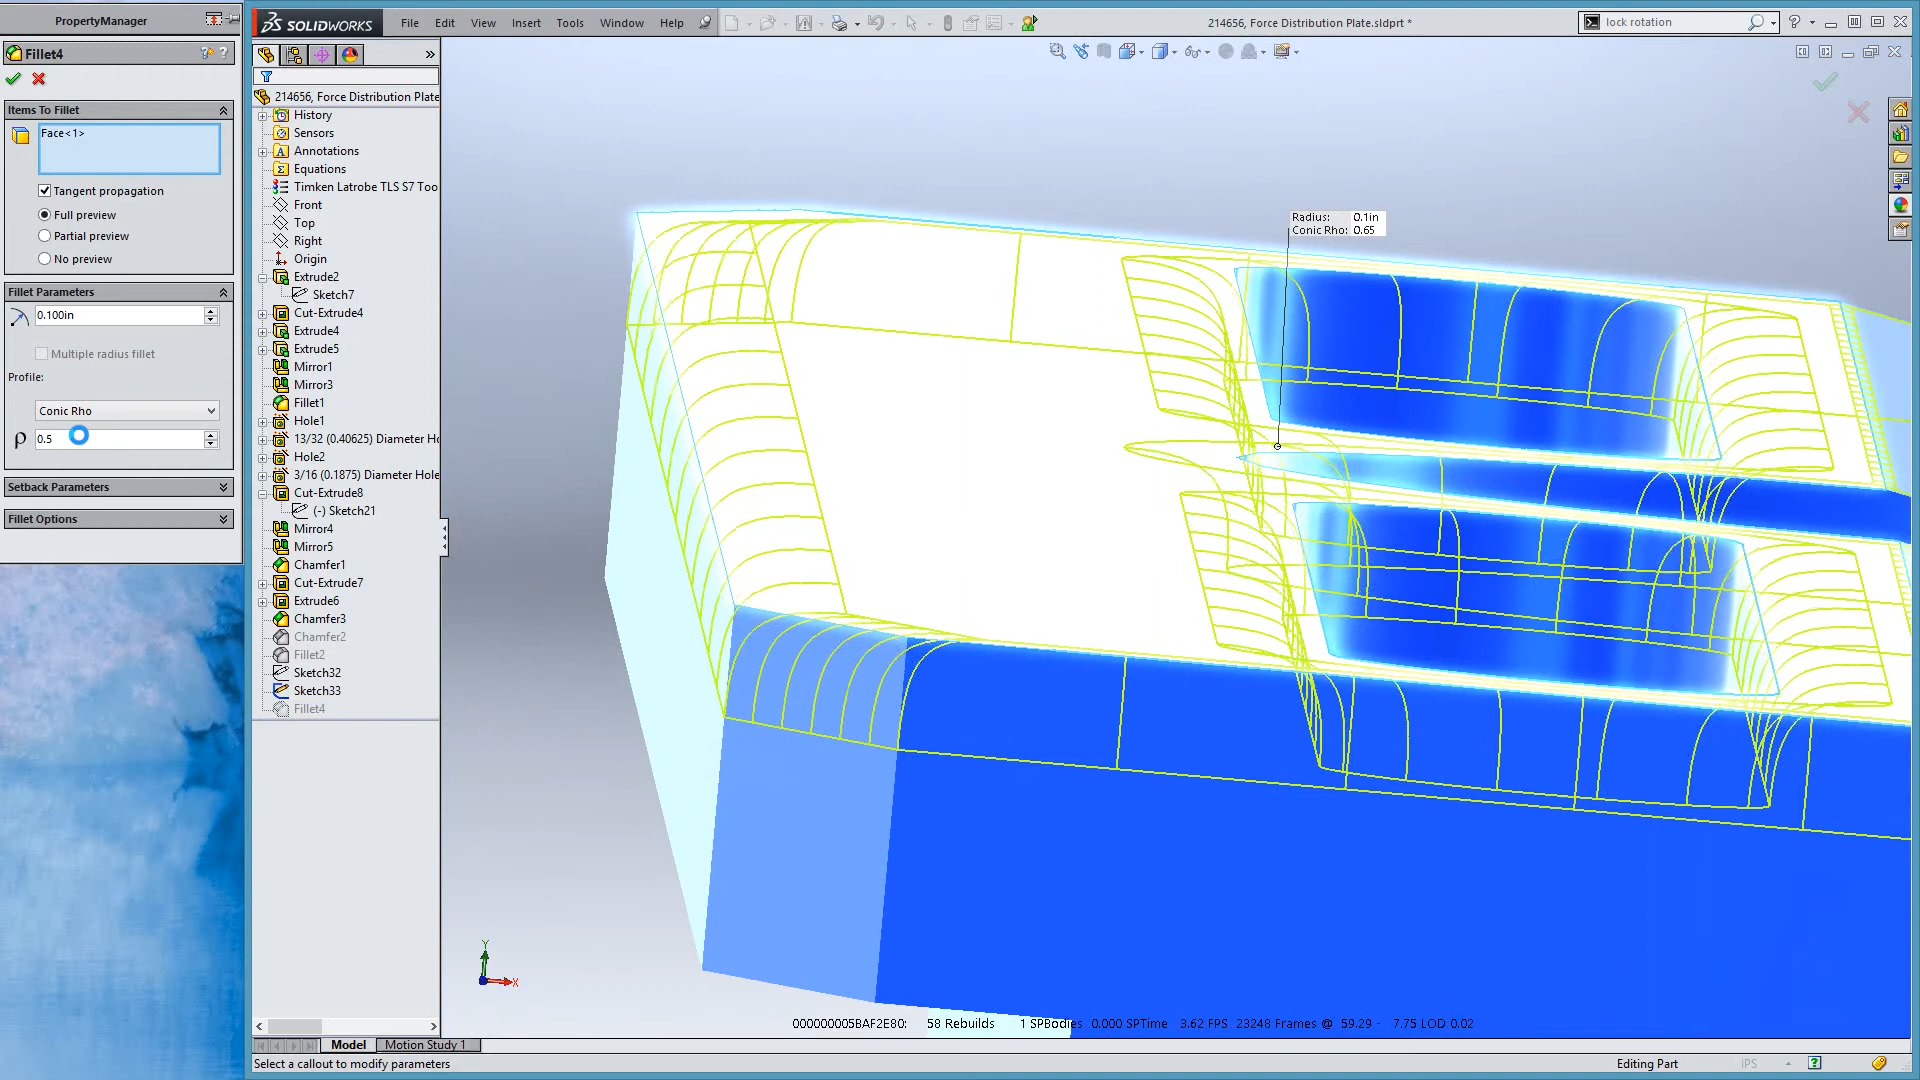 PropertyManager
Fillet4
Items To Fillet
Face<1>
Tangent propagation
Full preview
Partial preview
No preview
Fillet Parameters
0.100in
Multiple radius fillet
Profile:
Conic Rho
ρ 0.5
Setback Parameters
Fillet Options
SOLIDWORKS
File Edit View Insert Tools Window Help
214656, Force Distribution Plate.sldprt *
lock rotation
214656, Force Distribution Plate
History
Sensors
Annotations
Equations
Timken Latrobe TLS S7 Too
Front
Top
Right
Origin
Extrude2
Sketch7
Cut-Extrude4
Extrude4
Extrude5
Mirror1
Mirror3
Fillet1
Hole1
13/32 (0.40625) Diameter Ho
Hole2
3/16 (0.1875) Diameter Hole
Cut-Extrude8
(-) Sketch21
Mirror4
Mirror5
Chamfer1
Cut-Extrude7
Extrude6
Chamfer3
Chamfer2
Fillet2
Sketch32
Sketch33
Fillet4
Radius: 0.1in
Conic Rho: 0.65
Y
X
000000005BAF2E80: 58 Rebuilds 1 SPBodies 0.000 SPTime 3.62 FPS 23248 Frames @ 59.29 - 7.75 LOD 0.02
Model Motion Study 1
Select a callout to modify parameters
Editing Part
IPS